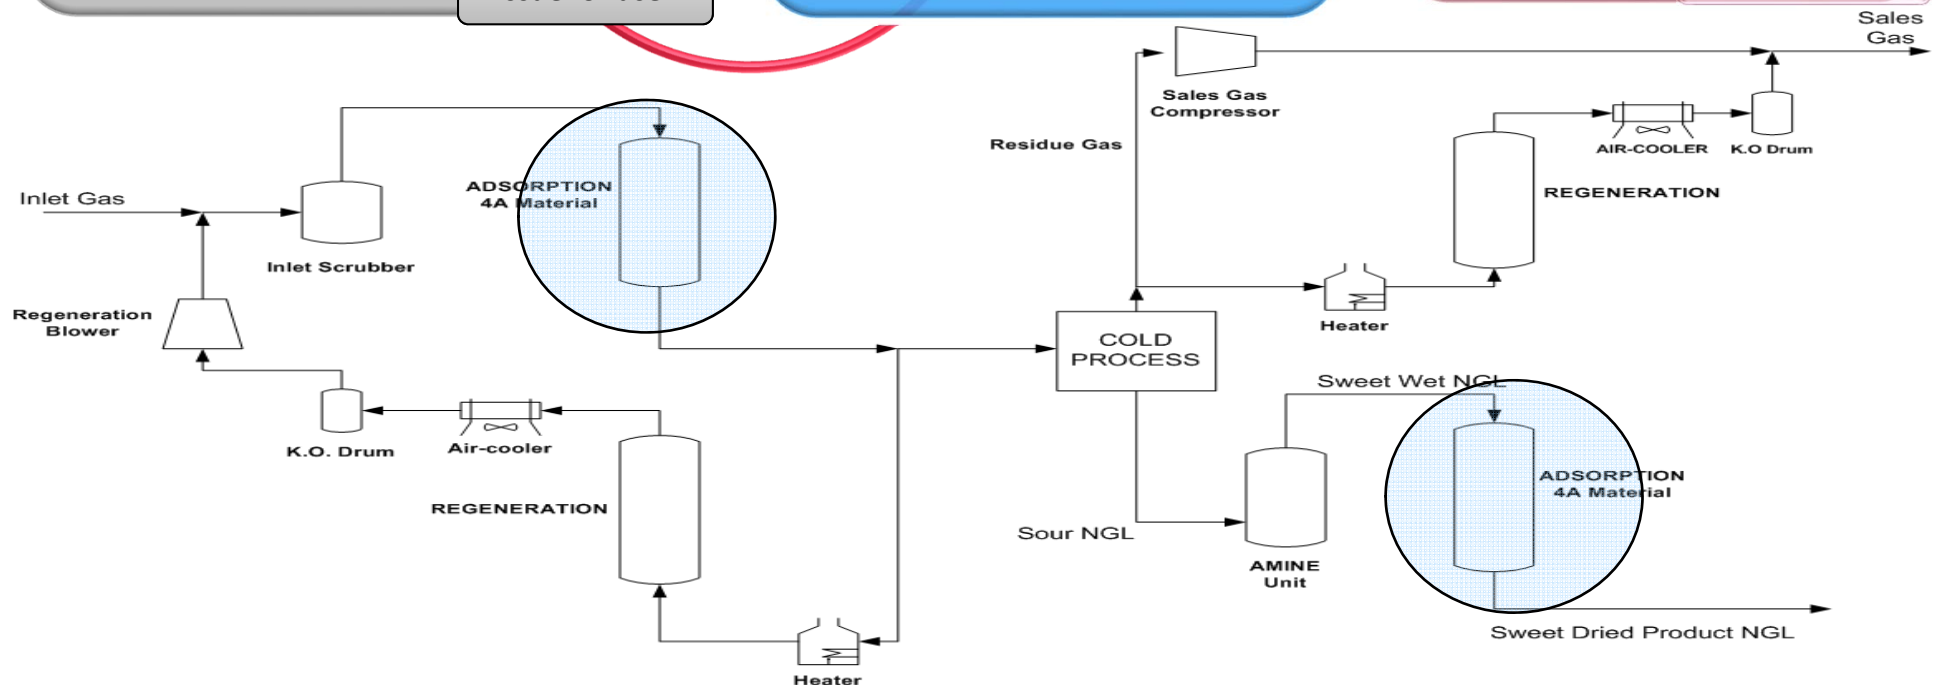 Sales
Gas
Sales Gas
Compressor
Residue Gas
AIR-COOLER
K.O Drum
REGENERATION
ADSORPTION
4A Material
Inlet Gas
Inlet Scrubber
Regeneration
Blower
Heater
COLD
PROCESS
Sweet Wet NGL
K.O. Drum
Air-cooler
REGENERATION
ADSORPTION
4A Material
Sour NGL
AMINE
Unit
Sweet Dried Product NGL
Heater